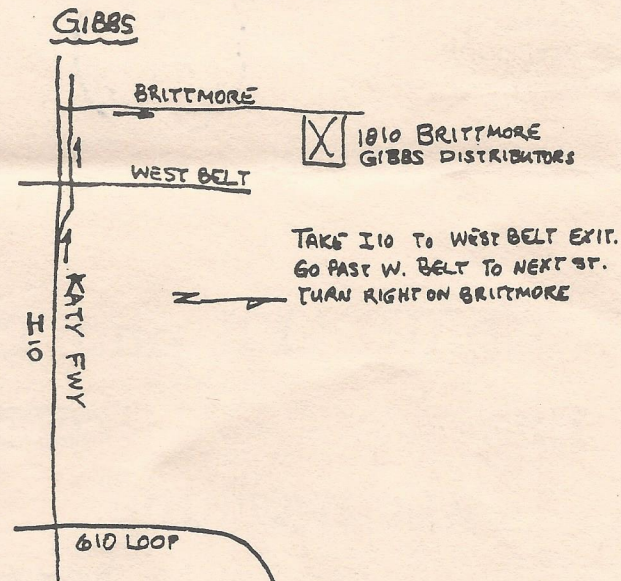 GIBBS
BRITTMORE
1810 BRITTMORE
GIBBS DISTRIBUTORS
WEST BELT
TAKE I10 TO WEST BELT EXIT.
GO PAST W. BELT TO NEXT ST.
TURN RIGHT ON BRITTMORE
N
KATY FWY
I10
610 LOOP